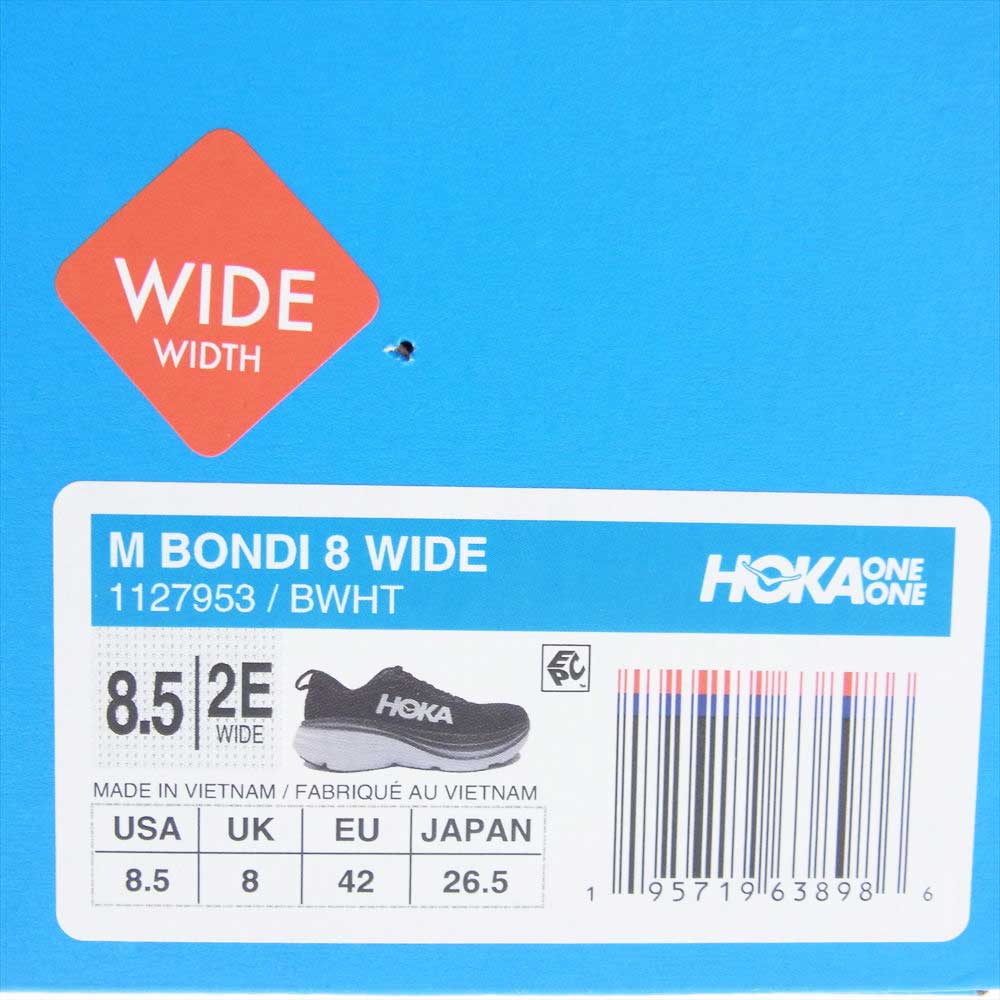 WIDE
WIDTH
M BONDI 8 WIDE
1127953 / BWHT
HOKA ONE ONE
8.5 2E
WIDE
HOKA
EPC
MADE IN VIETNAM / FABRIQUÉ AU VIETNAM
USA UK EU JAPAN
8.5 8 42 26.5
1 95719 63898 6